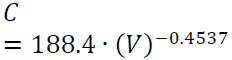 C
= 188.4 · (V)⁻⁰·⁴⁵³⁷